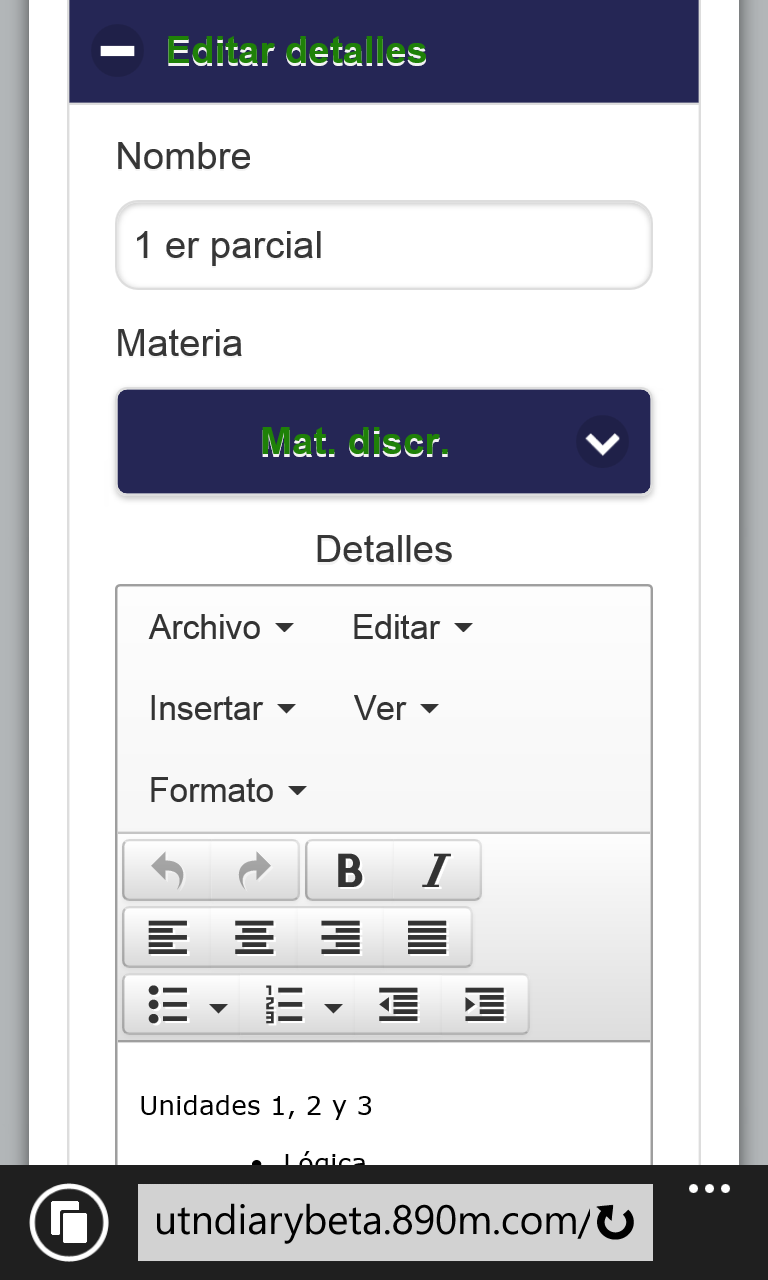 Editar detalles
Nombre
1 er parcial
Materia
Mat. discr.
Detalles
Archivo Editar
Insertar Ver
Formato
B I
Unidades 1, 2 y 3
• Lógica
utndiarybeta.890m.com/